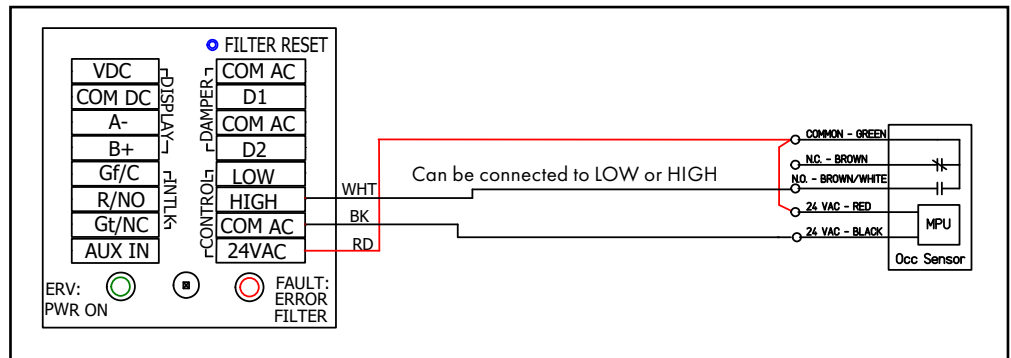 FILTER RESET
VDC
COM DC
A-
B+
Gf/C
R/NO
Gt/NC
AUX IN
DISPLAY
INTLK
DAMPER
CONTROL
COM AC
D1
COM AC
D2
LOW
HIGH
COM AC
24VAC
ERV:
PWR ON
FAULT:
ERROR
FILTER
WHT
BK
RD
Can be connected to LOW or HIGH
COMMON - GREEN
N.C. - BROWN
N.O. - BROWN/WHITE
24 VAC - RED
24 VAC - BLACK
MPU
Occ Sensor